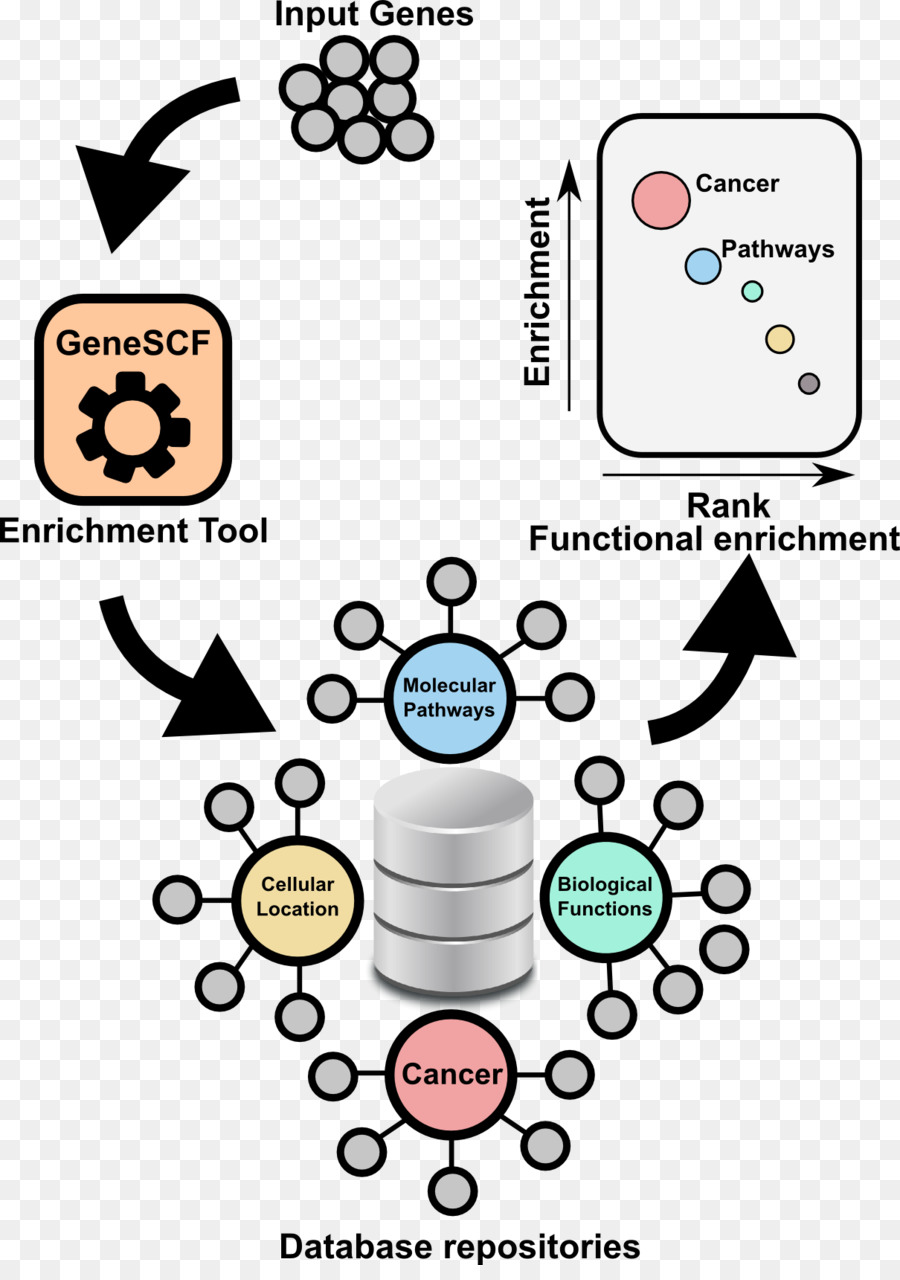 Input Genes
GeneSCF
Enrichment Tool
Cancer
Pathways
Enrichment
Rank
Functional enrichment
Molecular
Pathways
Cellular
Location
Biological
Functions
Cancer
Database repositories